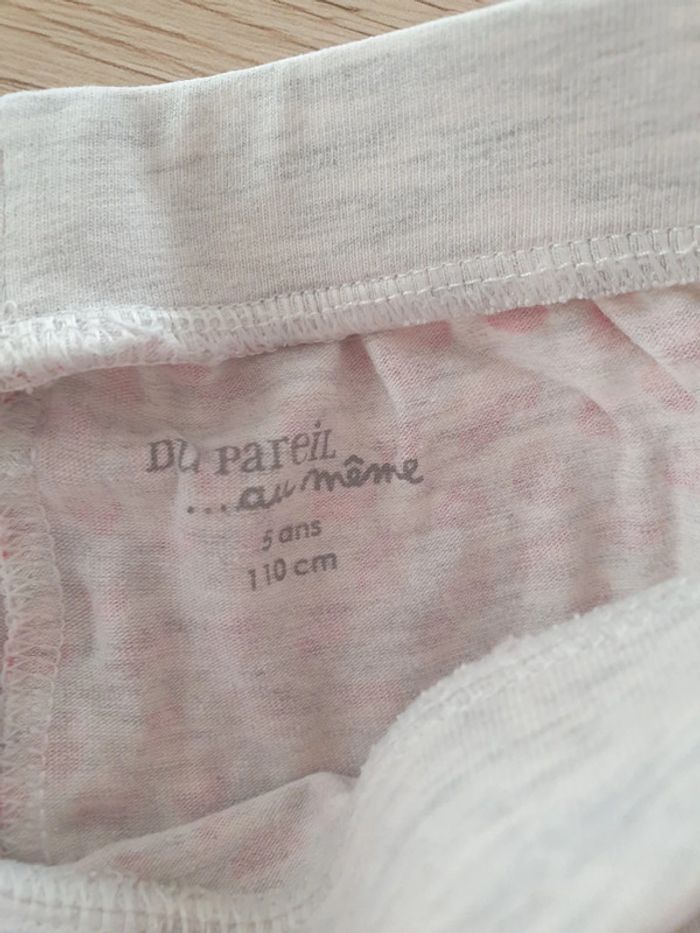 DU PAREIL
...au même
5 ans
110 cm